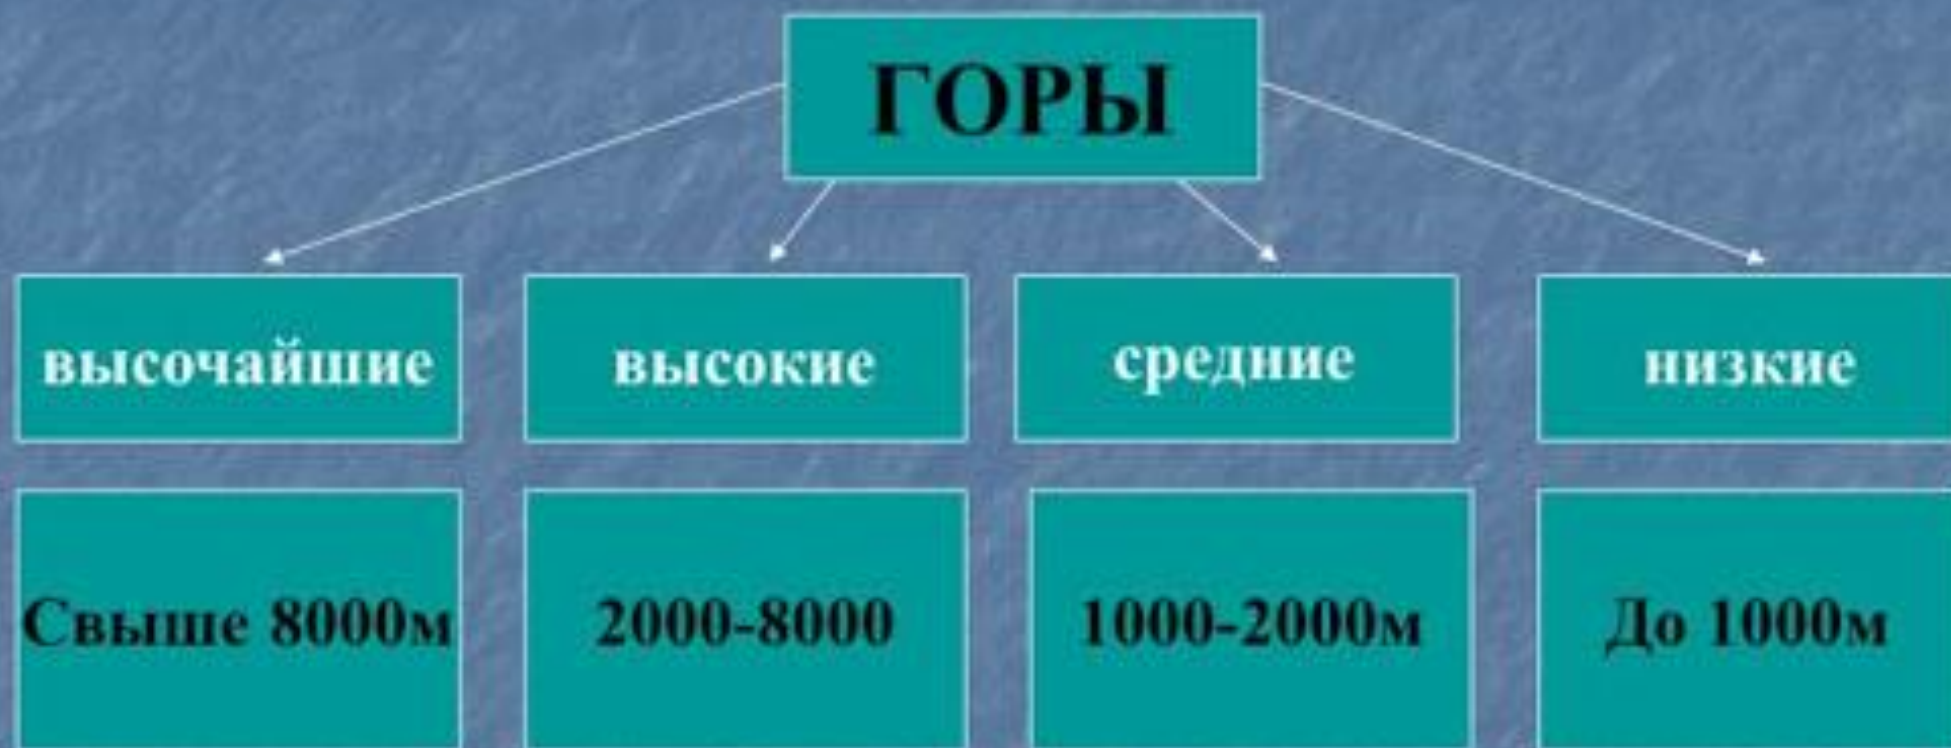 ГОРЫ
высочайшие
высокие
средние
низкие
Свыше 8000м
2000-8000
1000-2000м
До 1000м